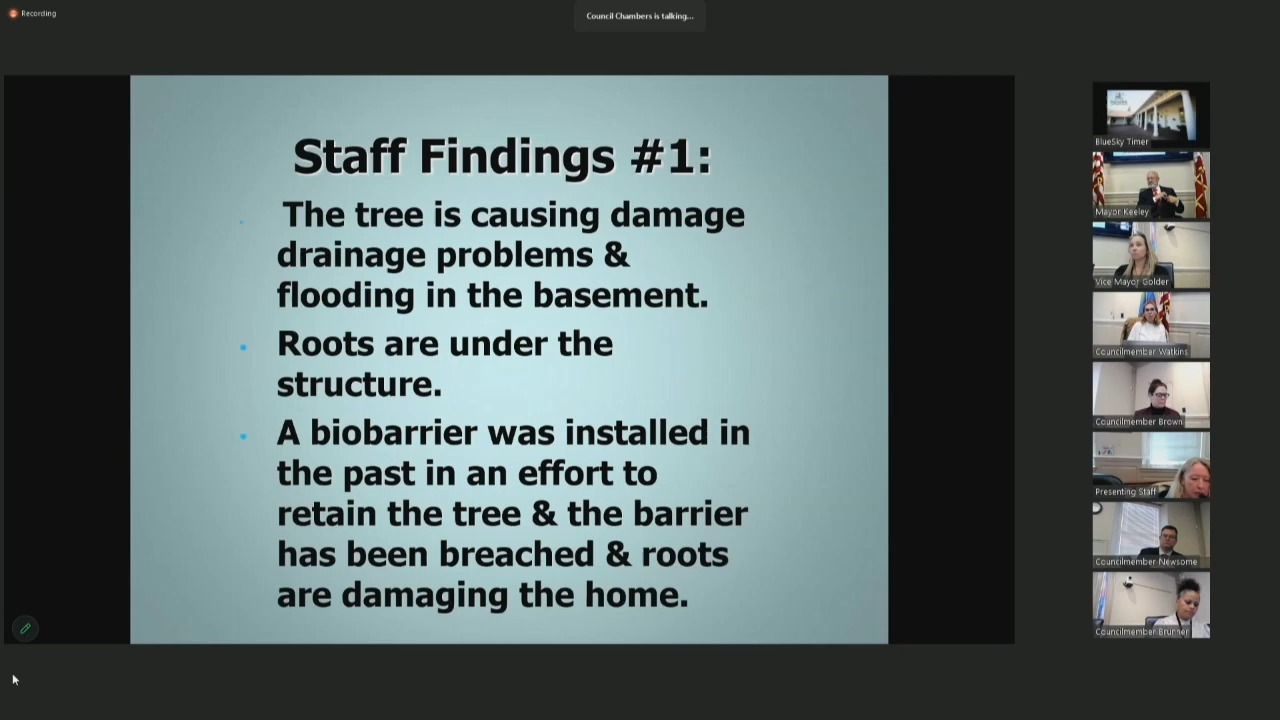 Recording
Council Chambers is talking...
Staff Findings #1:
The tree is causing damage
drainage problems &
flooding in the basement.
Roots are under the
structure.
A biobarrier was installed in
the past in an effort to
retain the tree & the barrier
has been breached & roots
are damaging the home.
BlueSky Timer
Mayor Keeley
Vice Mayor Golder
Councilmember Watkins
Councilmember Brown
Presenting Staff
Councilmember Newsome
Councilmember Brunner